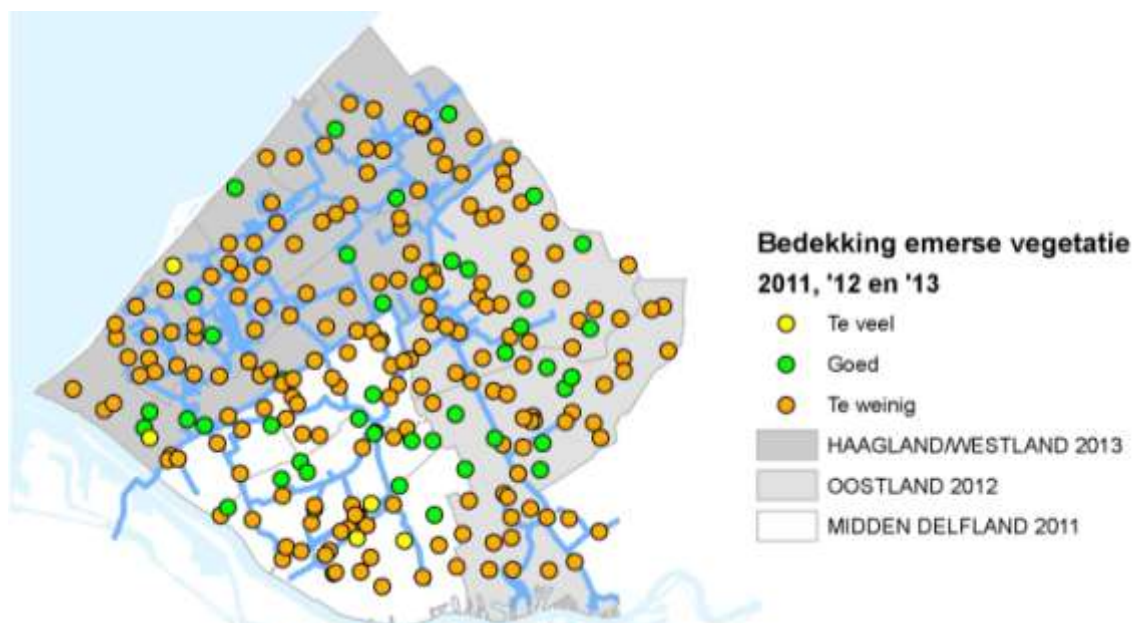 Bedekking emerse vegetatie
2011, '12 en '13
Te veel
Goed
Te weinig
HAAGLAND/WESTLAND 2013
OOSTLAND 2012
MIDDEN DELFLAND 2011